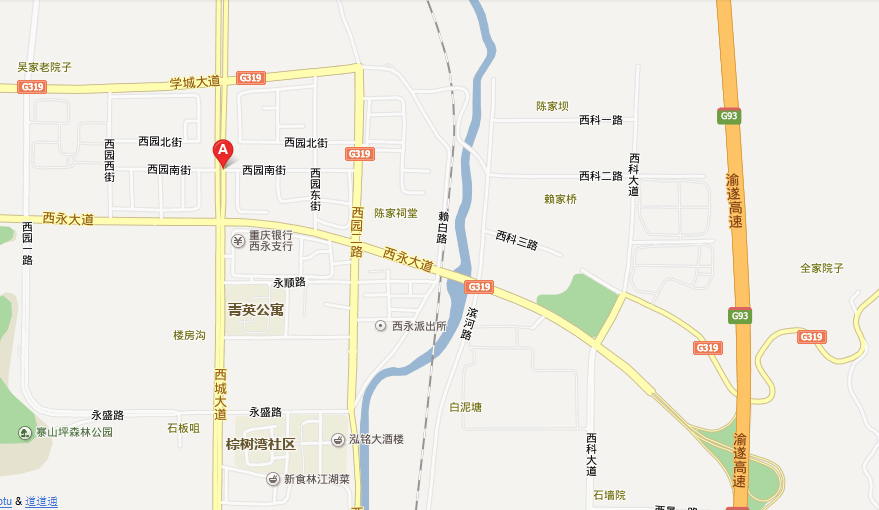 吴家老院子
G319
学城大道
G319
陈家坝
西科一路
G93
西园北街
A
西园北街
G319
西园西街
西园南街
西园南街
西园东街
西科二路
西科大道
渝遂高速
赖家桥
西永大道
陈家祠堂
赖白路
西园二路
西园一路
重庆银行
西永支行
西科三路
西永大道
全家院子
永顺路
G319
菁英公寓
滨河路
G93
西永派出所
楼房沟
G319
G319
西城大道
白泥塘
永盛路
永盛路
石板咀
寨山坪森林公园
棕树湾社区
泓铭大酒楼
西科大道
渝遂高速
新食林江湖菜
石墙院
& 道道通